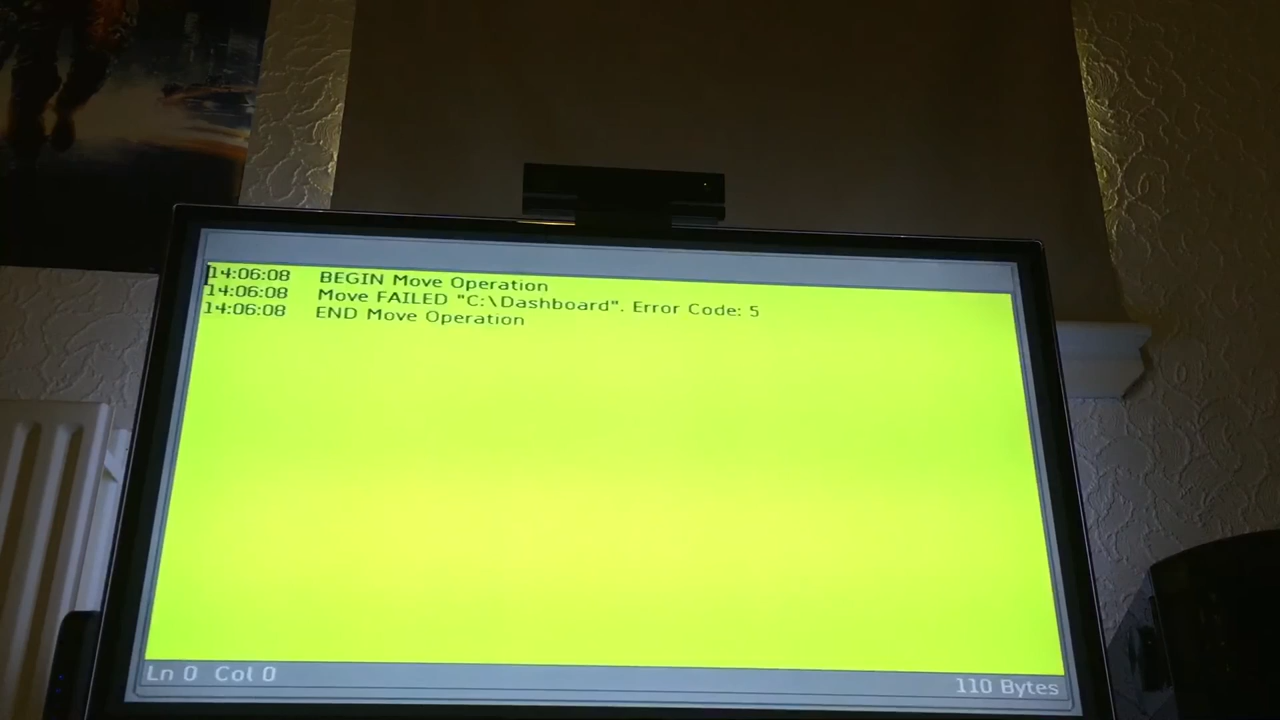 14:06:08 BEGIN Move Operation
14:06:08 Move FAILED "C:\Dashboard". Error Code: 5
14:06:08 END Move Operation
Ln 0 Col 0
110 Bytes